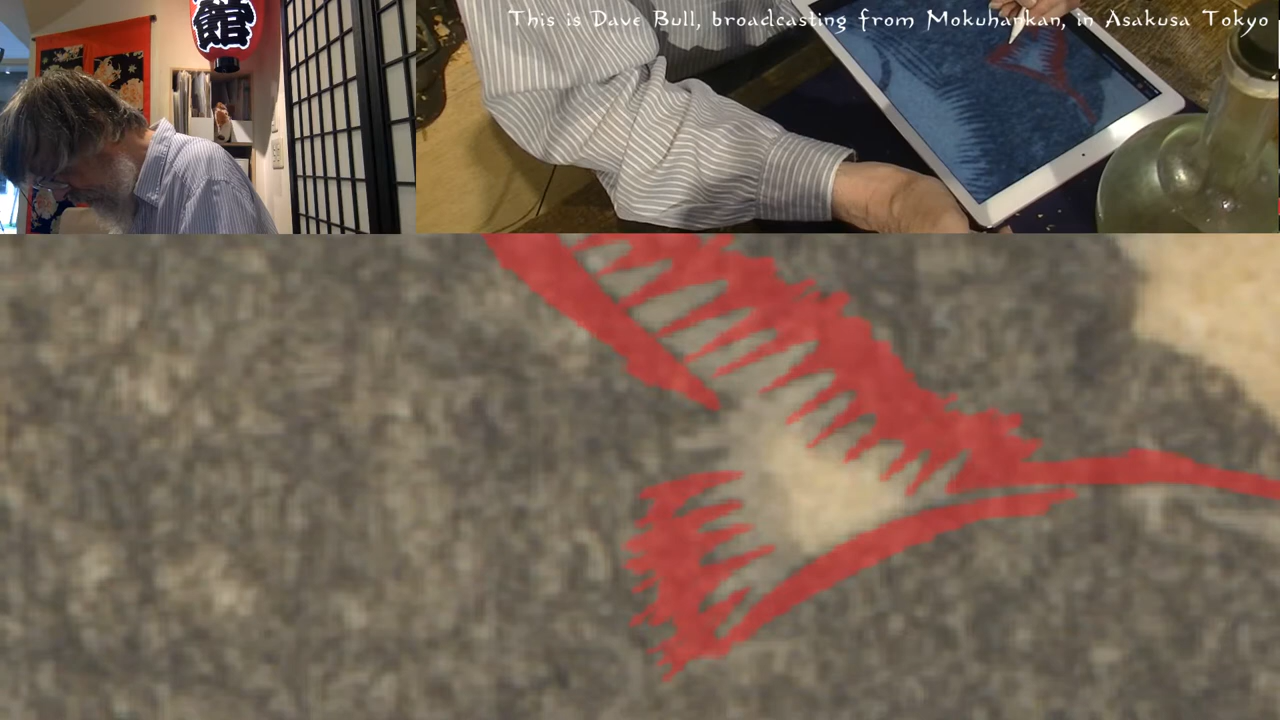 館
This is Dave Bull, broadcasting from Mokuhankan, in Asakusa Tokyo